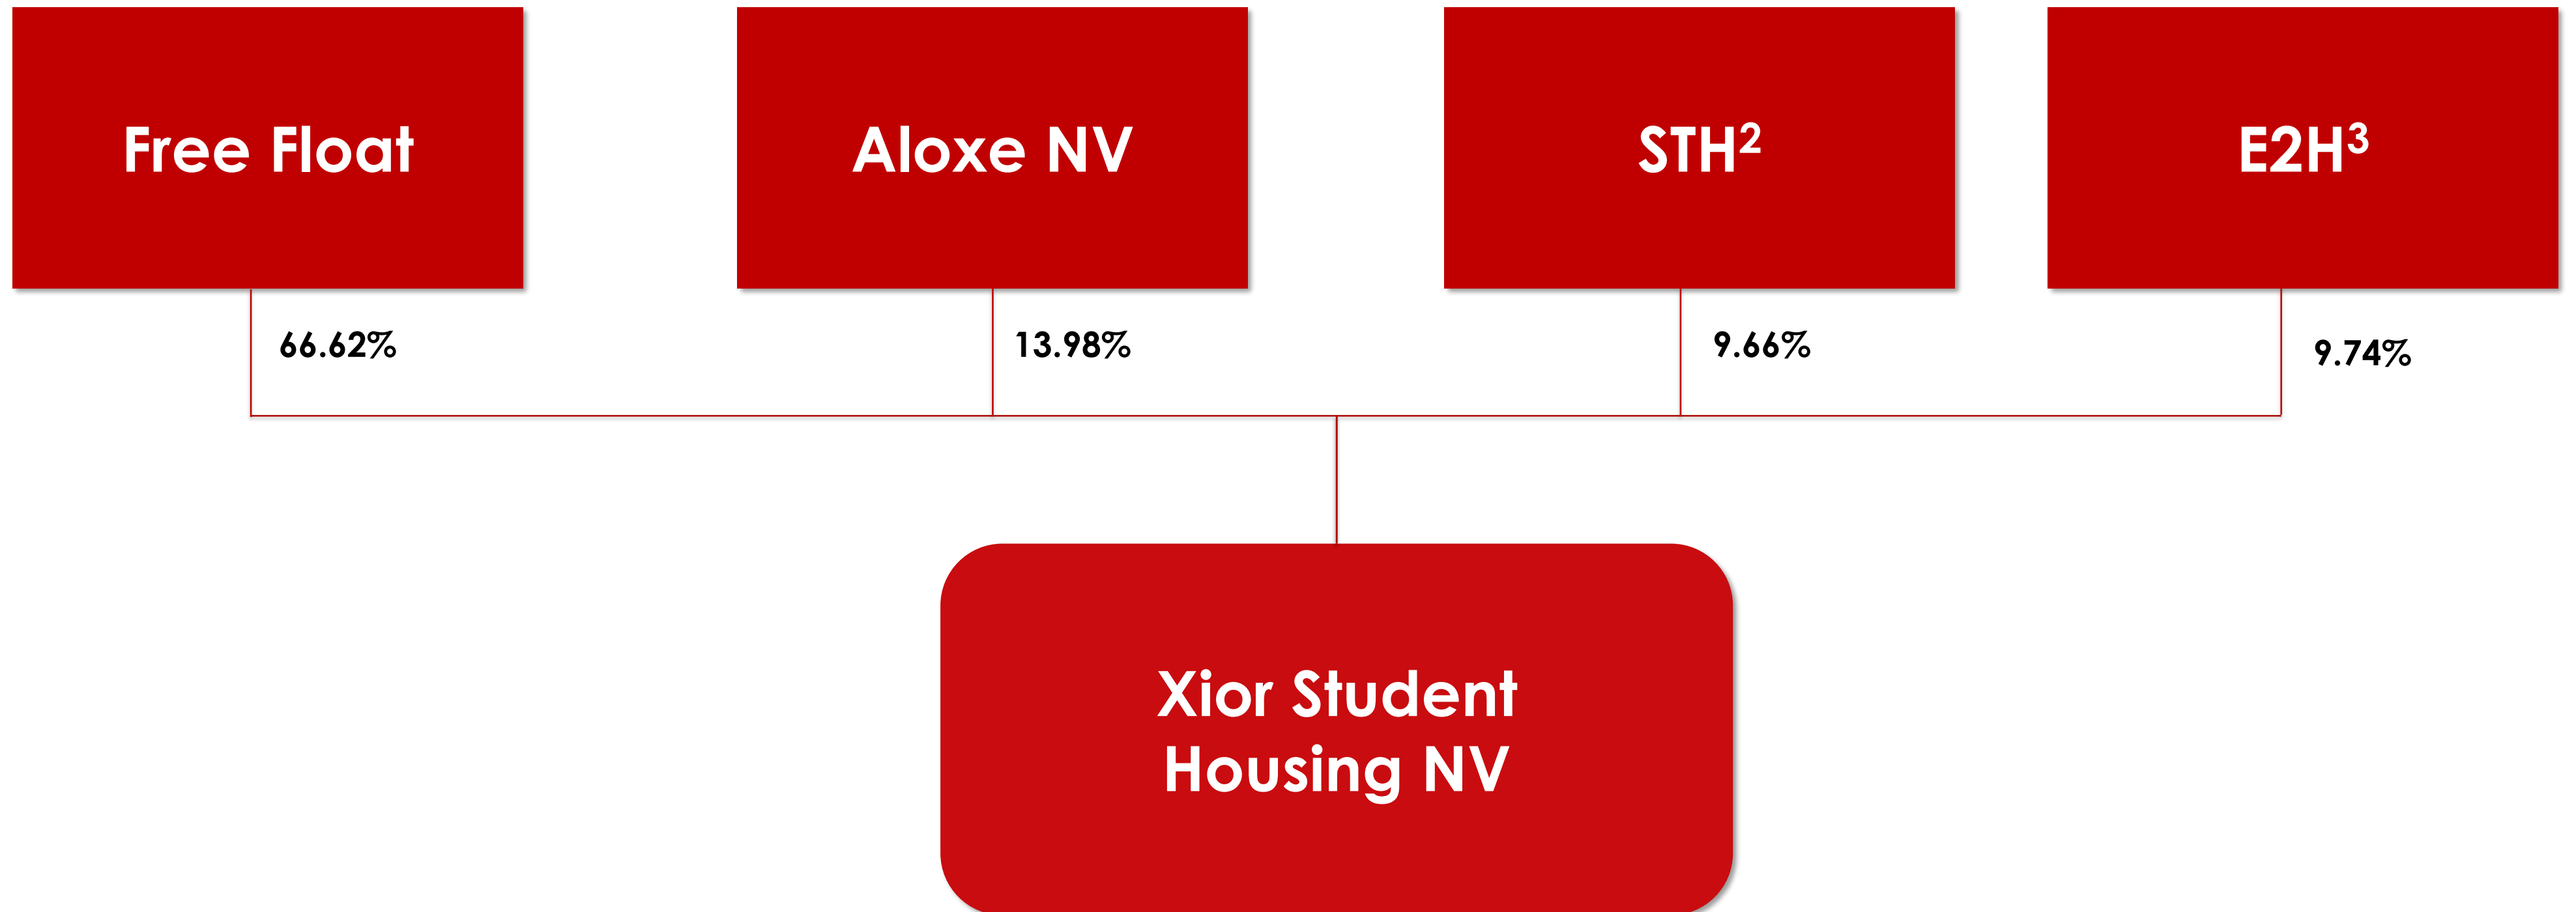 Free Float
Aloxe NV
STH²
E2H³
66.62%
13.98%
9.66%
9.74%
Xior Student
Housing NV